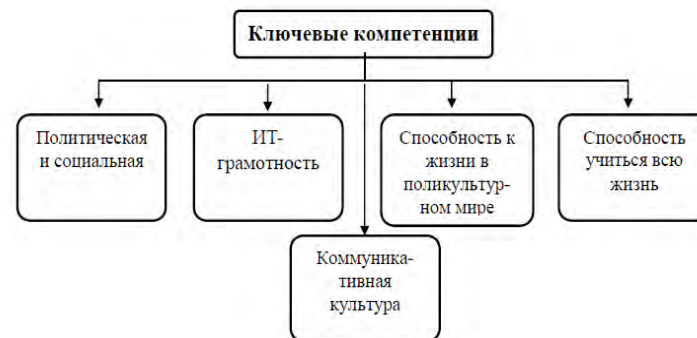 Ключевые компетенции
Политическая
и социальная
ИТ-
грамотность
Способность к
жизни в
поликультур-
ном мире
Способность
учиться всю
жизнь
Коммуника-
тивная
культура